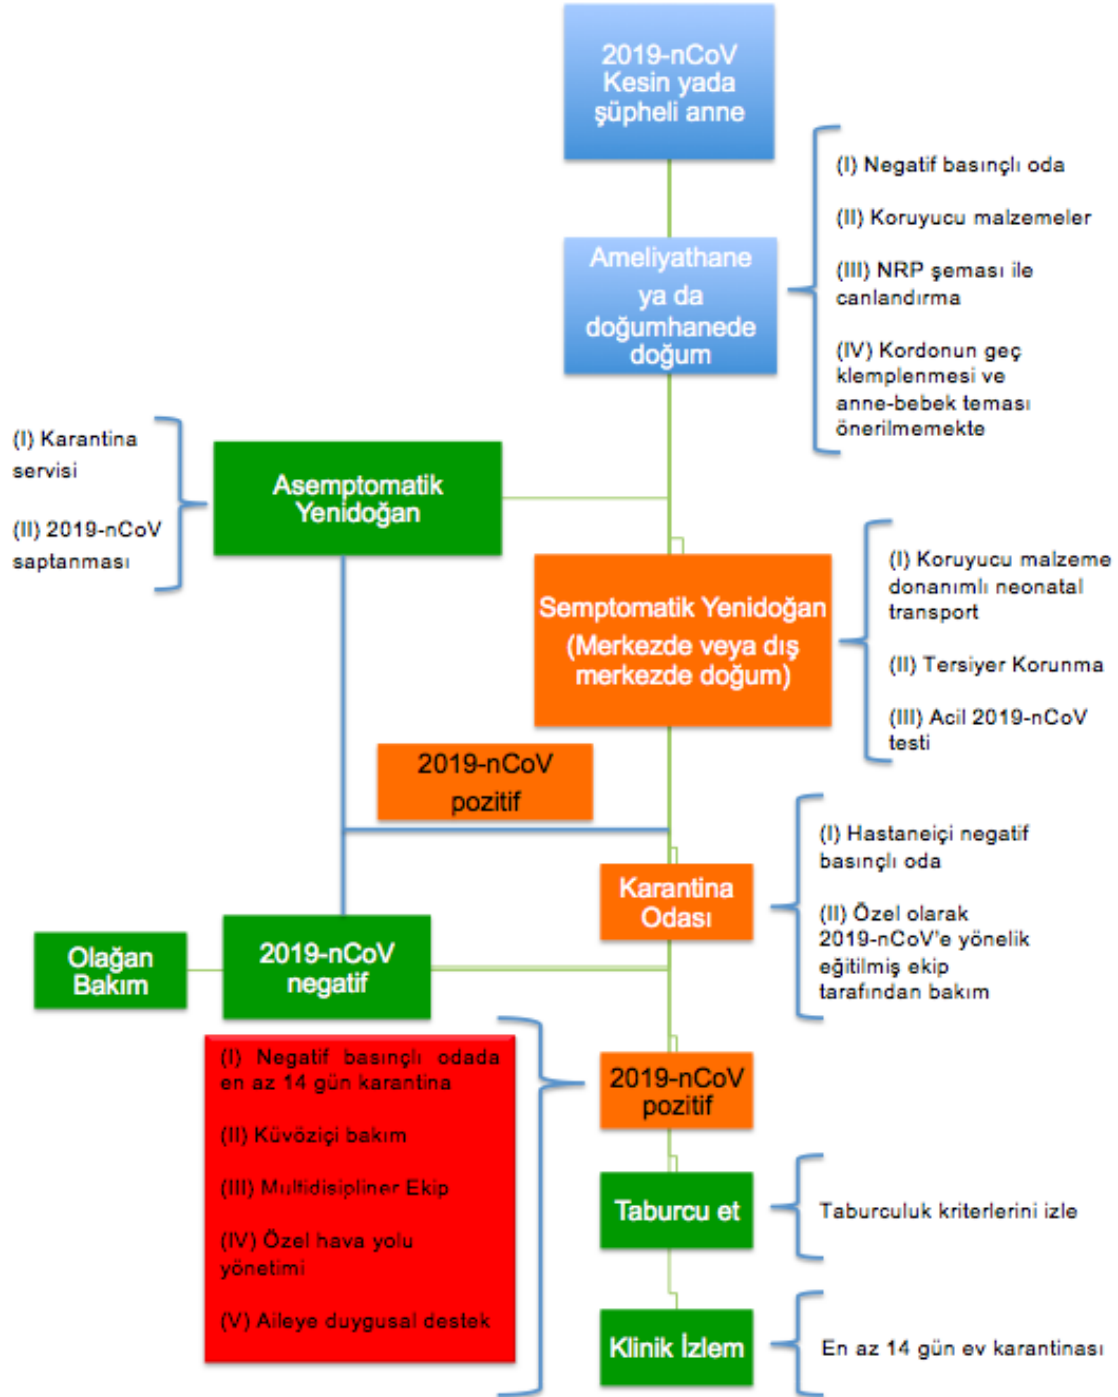 2019-nCoV
Kesin yada
şüpheli anne
(I) Negatif basınçlı oda
(II) Koruyucu malzemeler
(III) NRP şeması ile
canlandırma
(IV) Kordonun geç
klemplenmesi ve
anne-bebek teması
önerilmemekte
Ameliyathane
ya da
doğumhanede
doğum
(I) Karantina
servisi
(II) 2019-nCoV
saptanması
Asemptomatik
Yenidoğan
Semptomatik Yenidoğan
(Merkezde veya dış
merkezde doğum)
(I) Koruyucu malzeme
donanımlı neonatal
transport
(II) Tersiyer Korunma
(III) Acil 2019-nCoV
testi
2019-nCoV
pozitif
Karantina
Odası
(I) Hastaneiçi negatif
basınçlı oda
(II) Özel olarak
2019-nCoV'e yönelik
eğitilmiş ekip
tarafından bakım
Olağan
Bakım
2019-nCoV
negatif
(I) Negatif basınçlı odada
en az 14 gün karantina
(II) Küvöziçi bakım
(III) Multidisipliner Ekip
(IV) Özel hava yolu
yönetimi
(V) Aileye duygusal destek
2019-nCoV
pozitif
Taburcu et
Taburculuk kriterlerini izle
Klinik İzlem
En az 14 gün ev karantinası